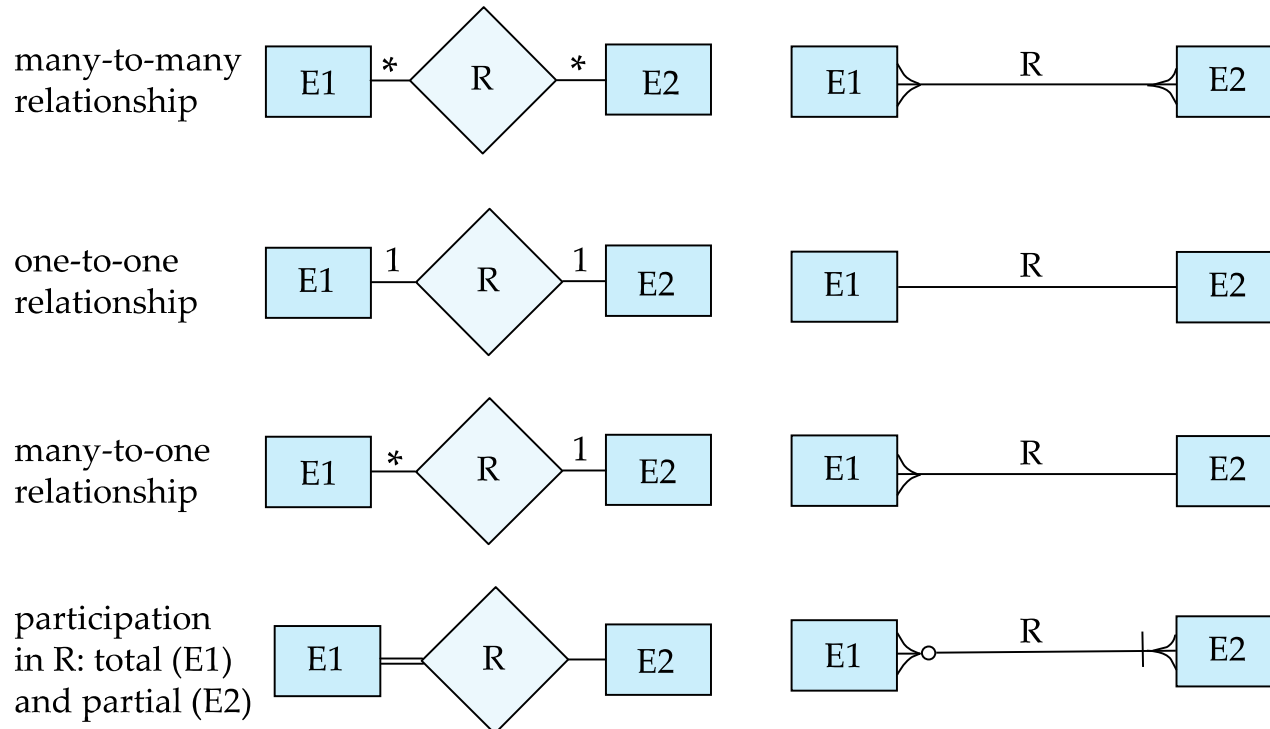 many-to-many
relationship
E1 * R * E2
E1 R E2
one-to-one
relationship
E1 1 R 1 E2
E1 R E2
many-to-one
relationship
E1 * R 1 E2
E1 R E2
participation
in R: total (E1)
and partial (E2)
E1 R E2
E1 R E2